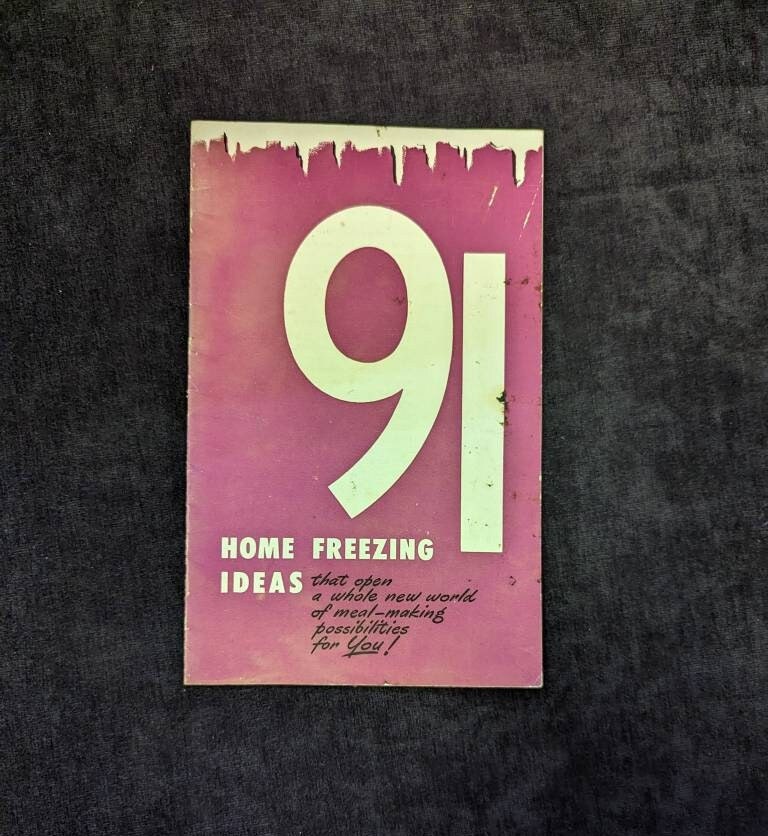 91
HOME FREEZING
IDEAS that open
a whole new world
of meal-making
possibilities
for You!